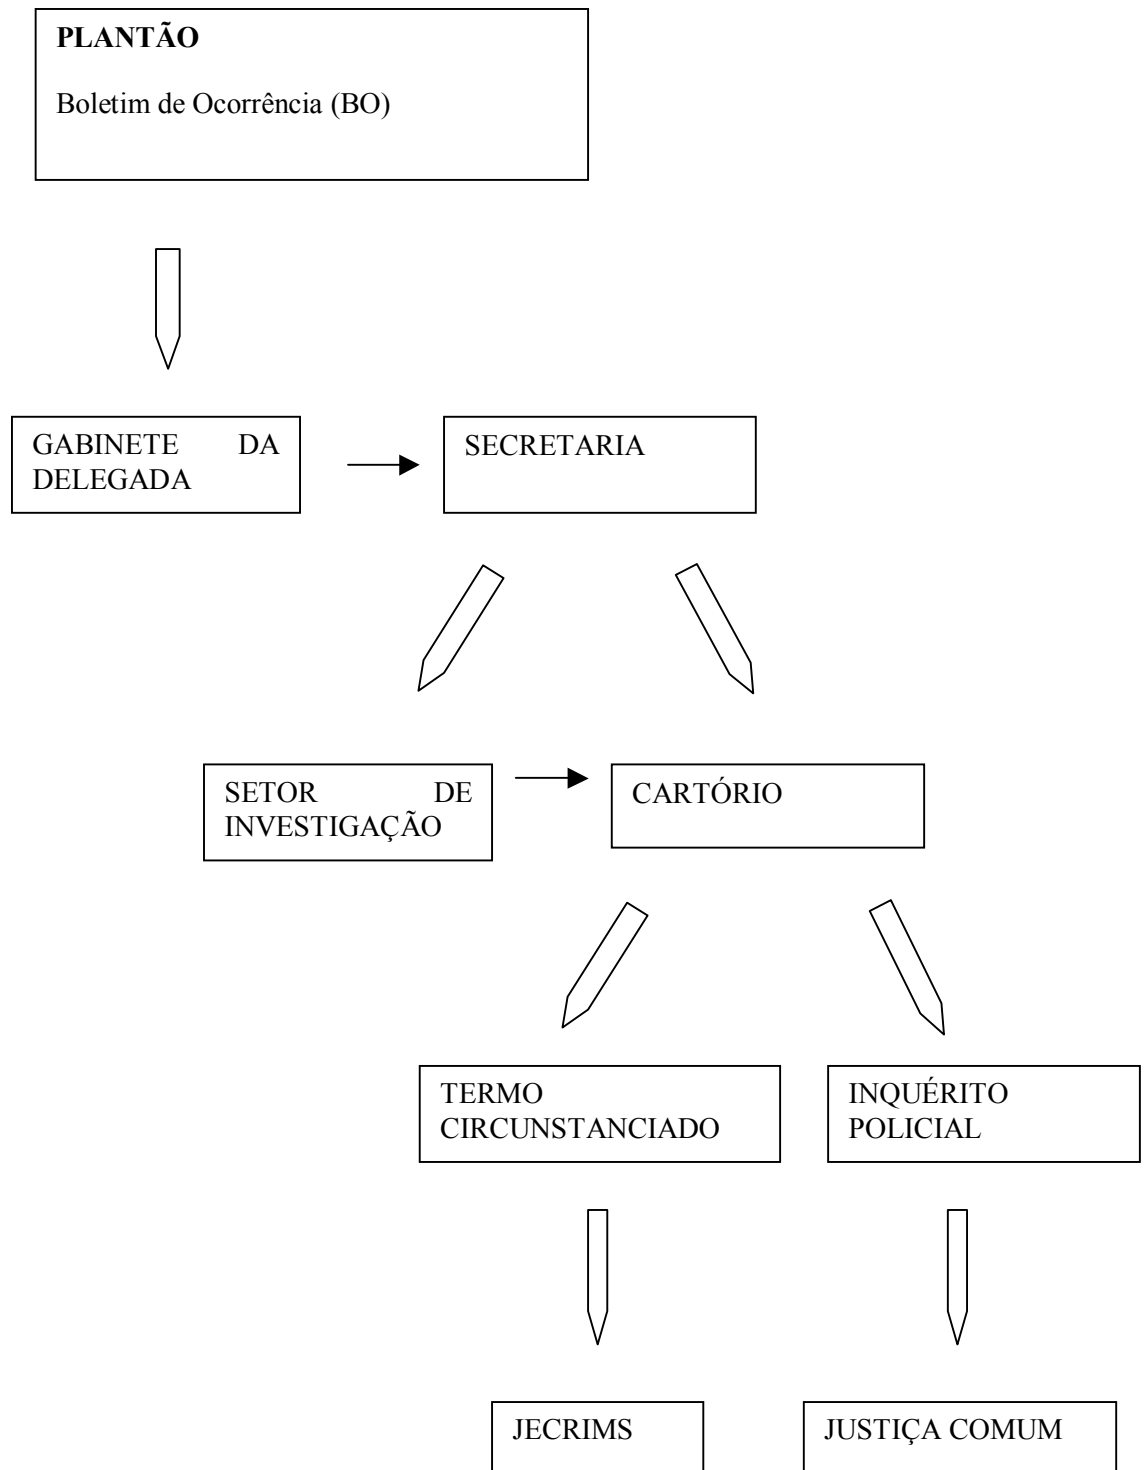 PLANTÃO
Boletim de Ocorrência (BO)
GABINETE DA
DELEGADA
SECRETARIA
SETOR DE
INVESTIGAÇÃO
CARTÓRIO
TERMO
CIRCUNSTANCIADO
INQUÉRITO
POLICIAL
JECRIMS
JUSTIÇA COMUM